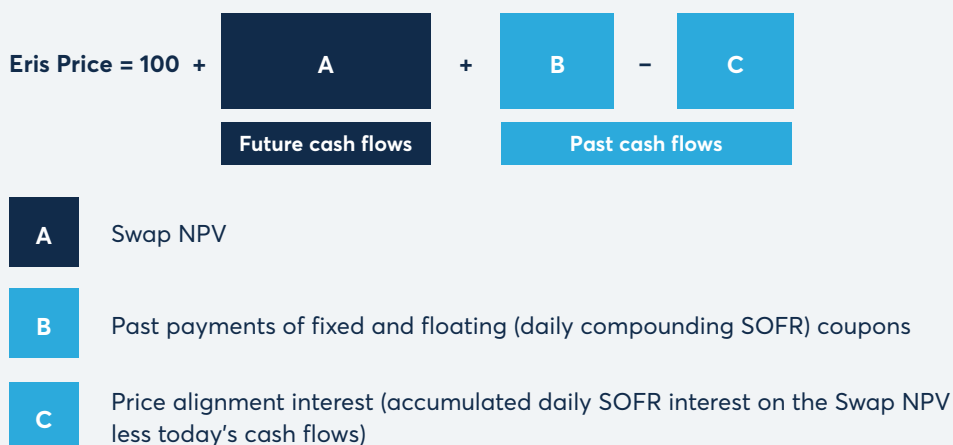 Eris Price = 100 + A + B – C
Future cash flows Past cash flows
A Swap NPV
B Past payments of fixed and floating (daily compounding SOFR) coupons
C Price alignment interest (accumulated daily SOFR interest on the Swap NPV
less today's cash flows)